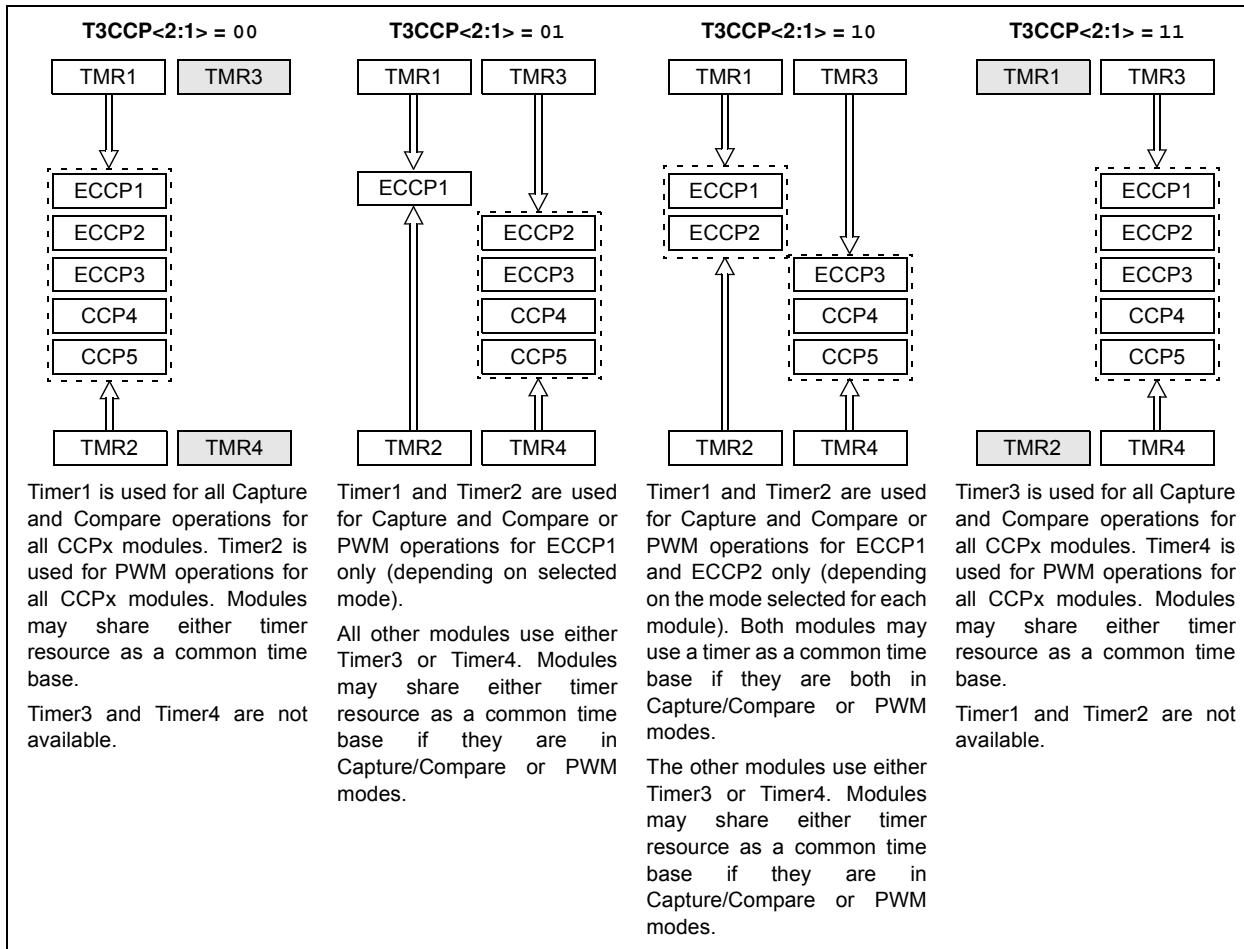 T3CCP<2:1> = 00
TMR1
TMR3
ECCP1
ECCP2
ECCP3
CCP4
CCP5
TMR2
TMR4
Timer1 is used for all Capture
and Compare operations for
all CCPx modules. Timer2 is
used for PWM operations for
all CCPx modules. Modules
may share either timer
resource as a common time
base.
Timer3 and Timer4 are not
available.
T3CCP<2:1> = 01
TMR1
TMR3
ECCP1
ECCP2
ECCP3
CCP4
CCP5
TMR2
TMR4
Timer1 and Timer2 are used
for Capture and Compare or
PWM operations for ECCP1
only (depending on selected
mode).
All other modules use either
Timer3 or Timer4. Modules
may share either timer
resource as a common time
base if they are in
Capture/Compare or PWM
modes.
T3CCP<2:1> = 10
TMR1
TMR3
ECCP1
ECCP2
ECCP3
CCP4
CCP5
TMR2
TMR4
Timer1 and Timer2 are used
for Capture and Compare or
PWM operations for ECCP1
and ECCP2 only (depending
on the mode selected for each
module). Both modules may
use a timer as a common time
base if they are both in
Capture/Compare or PWM
modes.
The other modules use either
Timer3 or Timer4. Modules
may share either timer
resource as a common time
base if they are in
Capture/Compare or PWM
modes.
T3CCP<2:1> = 11
TMR1
TMR3
ECCP1
ECCP2
ECCP3
CCP4
CCP5
TMR2
TMR4
Timer3 is used for all Capture
and Compare operations for
all CCPx modules. Timer4 is
used for PWM operations for
all CCPx modules. Modules
may share either timer
resource as a common time
base.
Timer1 and Timer2 are not
available.